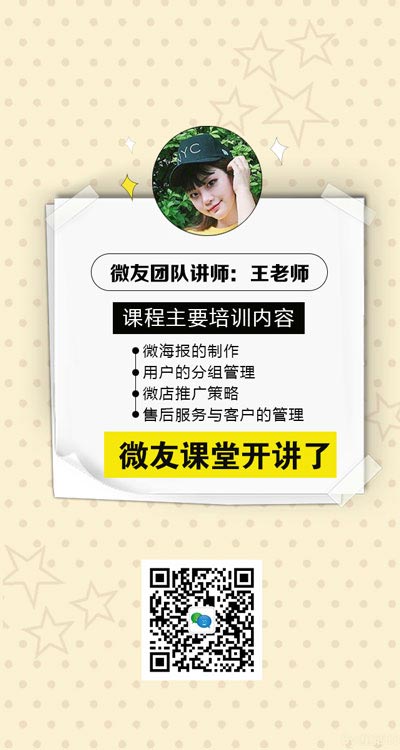 YC
微友团队讲师：王老师
课程主要培训内容
微海报的制作
用户的分组管理
微店推广策略
售后服务与客户的管理
微友课堂开讲了